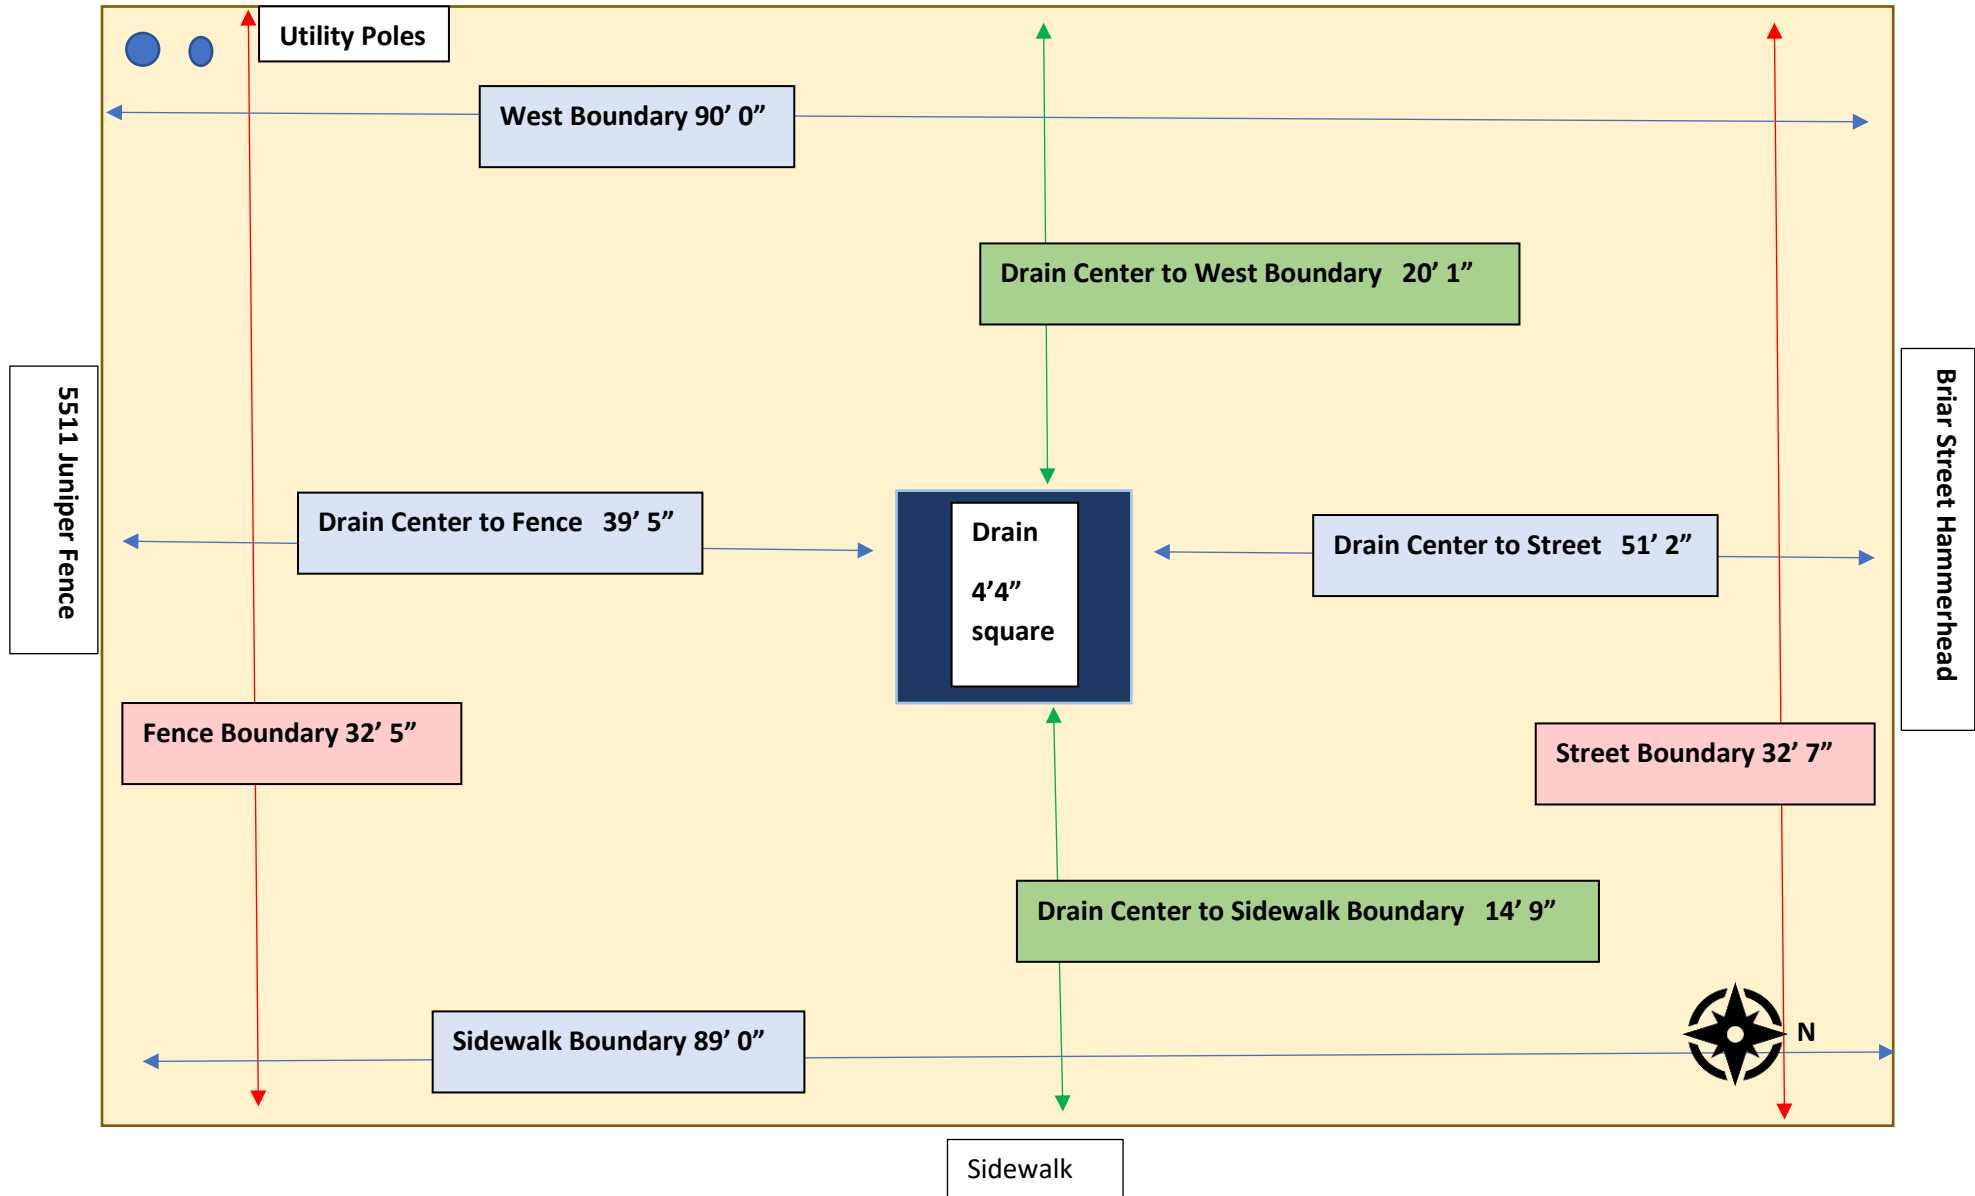 Utility Poles
West Boundary 90’ 0”
Drain Center to West Boundary 20’ 1”
5511 Juniper Fence
Briar Street Hammerhead
Drain Center to Fence 39’ 5”
Drain
4’4”
square
Drain Center to Street 51’ 2”
Fence Boundary 32’ 5”
Street Boundary 32’ 7”
Drain Center to Sidewalk Boundary 14’ 9”
Sidewalk Boundary 89’ 0”
N
Sidewalk